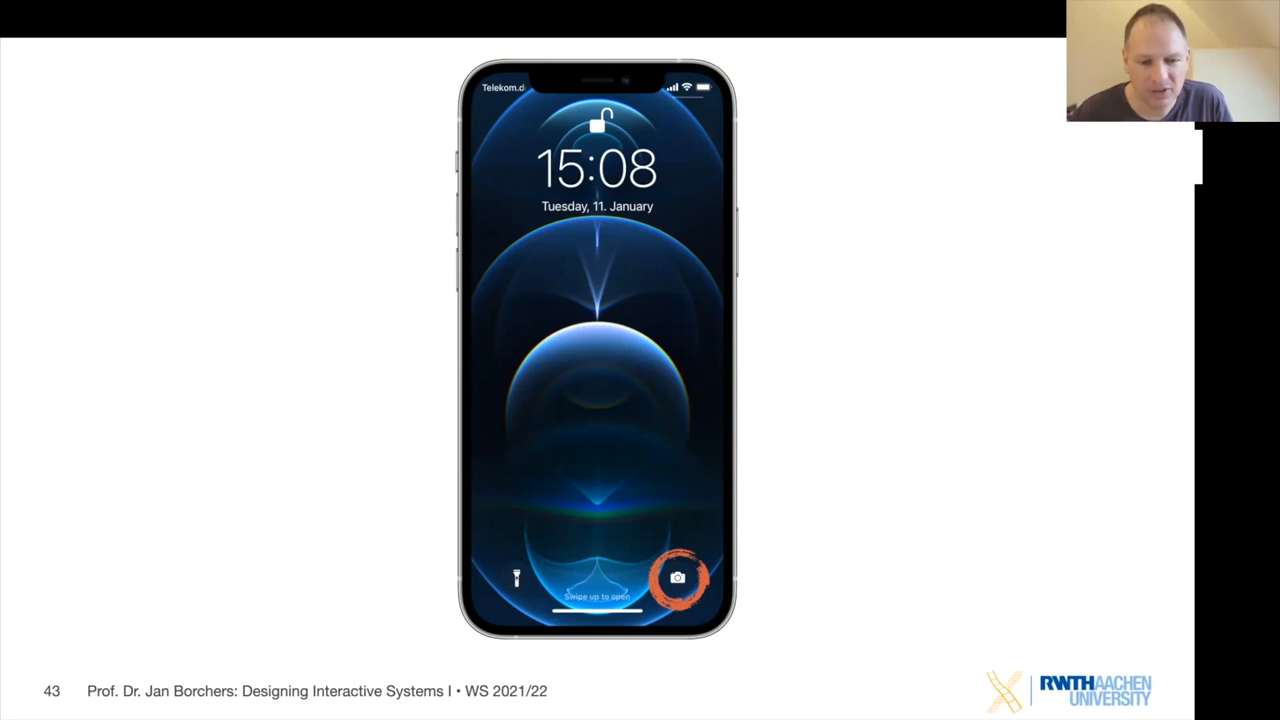 Telekom.d
15:08
Tuesday, 11. January
Swipe up to open
43 Prof. Dr. Jan Borchers: Designing Interactive Systems I • WS 2021/22
RWTH AACHEN
UNIVERSITY